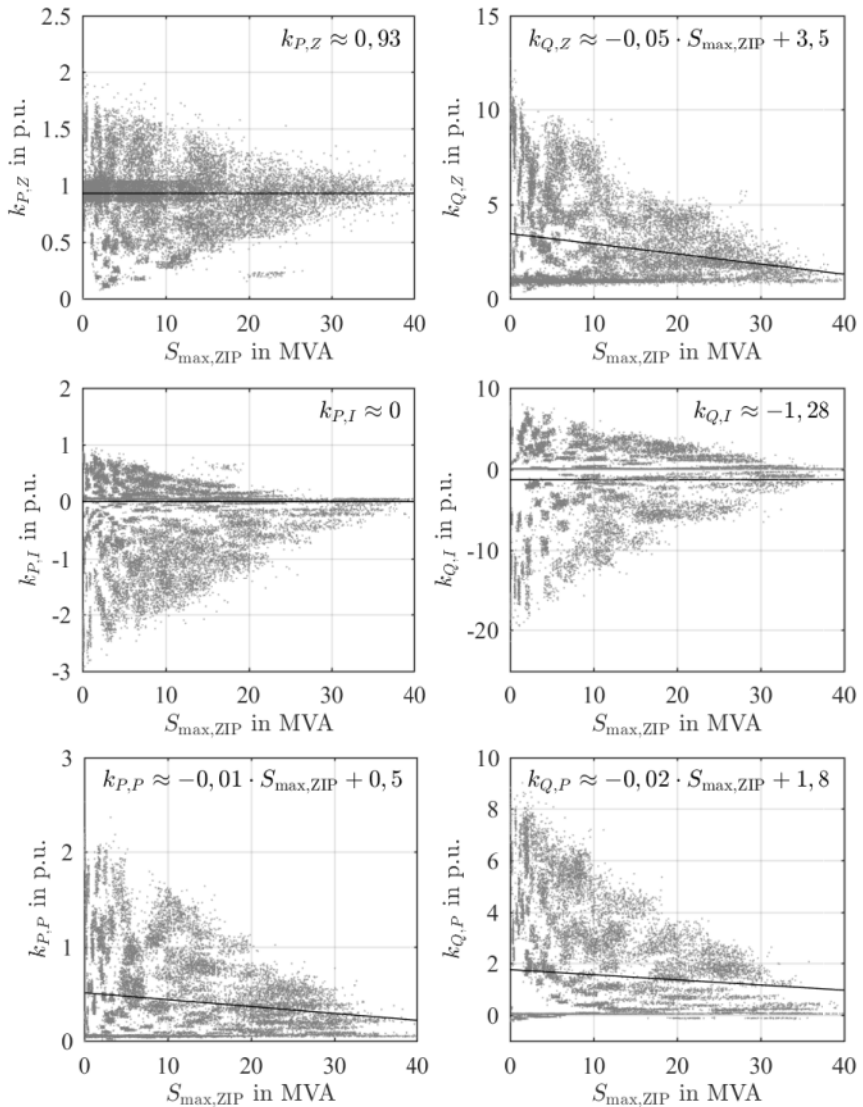 k_{P,Z} ≈ 0,93
k_{P,Z} in p.u.
2.5
2
1.5
1
0.5
0
0 10 20 30 40
S_{max,ZIP} in MVA
k_{Q,Z} ≈ −0,05 · S_{max,ZIP} + 3,5
k_{Q,Z} in p.u.
15
10
5
0
0 10 20 30 40
S_{max,ZIP} in MVA
k_{P,I} ≈ 0
k_{P,I} in p.u.
2
1
0
-1
-2
-3
0 10 20 30 40
S_{max,ZIP} in MVA
k_{Q,I} ≈ −1,28
k_{Q,I} in p.u.
10
0
-10
-20
0 10 20 30 40
S_{max,ZIP} in MVA
k_{P,P} ≈ −0,01 · S_{max,ZIP} + 0,5
k_{P,P} in p.u.
3
2
1
0
0 10 20 30 40
S_{max,ZIP} in MVA
k_{Q,P} ≈ −0,02 · S_{max,ZIP} + 1,8
k_{Q,P} in p.u.
10
8
6
4
2
0
0 10 20 30 40
S_{max,ZIP} in MVA